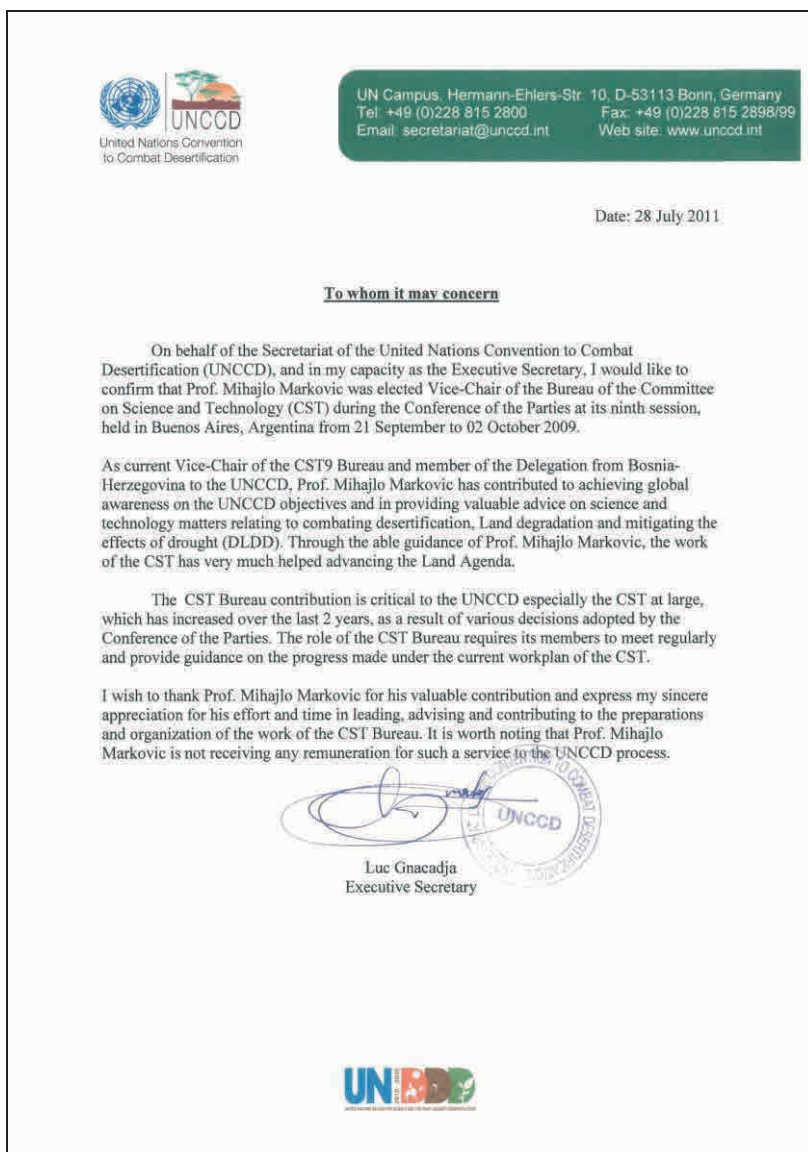 UNCCD
United Nations Convention
to Combat Desertification
UN Campus, Hermann-Ehlers-Str. 10, D-53113 Bonn, Germany
Tel: +49 (0)228 815 2800 Fax: +49 (0)228 815 2898/99
Email: secretariat@unccd.int Web site: www.unccd.int
Date: 28 July 2011
To whom it may concern
On behalf of the Secretariat of the United Nations Convention to Combat
Desertification (UNCCD), and in my capacity as the Executive Secretary, I would like to
confirm that Prof. Mihajlo Markovic was elected Vice-Chair of the Bureau of the Committee
on Science and Technology (CST) during the Conference of the Parties at its ninth session,
held in Buenos Aires, Argentina from 21 September to 02 October 2009.
As current Vice-Chair of the CST9 Bureau and member of the Delegation from Bosnia-
Herzegovina to the UNCCD, Prof. Mihajlo Markovic has contributed to achieving global
awareness on the UNCCD objectives and in providing valuable advice on science and
technology matters relating to combating desertification, Land degradation and mitigating the
effects of drought (DLDD). Through the able guidance of Prof. Mihajlo Markovic, the work
of the CST has very much helped advancing the Land Agenda.
The CST Bureau contribution is critical to the UNCCD especially the CST at large,
which has increased over the last 2 years, as a result of various decisions adopted by the
Conference of the Parties. The role of the CST Bureau requires its members to meet regularly
and provide guidance on the progress made under the current workplan of the CST.
I wish to thank Prof. Mihajlo Markovic for his valuable contribution and express my sincere
appreciation for his effort and time in leading, advising and contributing to the preparations
and organization of the work of the CST Bureau. It is worth noting that Prof. Mihajlo
Markovic is not receiving any remuneration for such a service to the UNCCD process.
TO COMBAT DESERTIFICATION
UNCCD
Luc Gnacadja
Executive Secretary
UNDDD